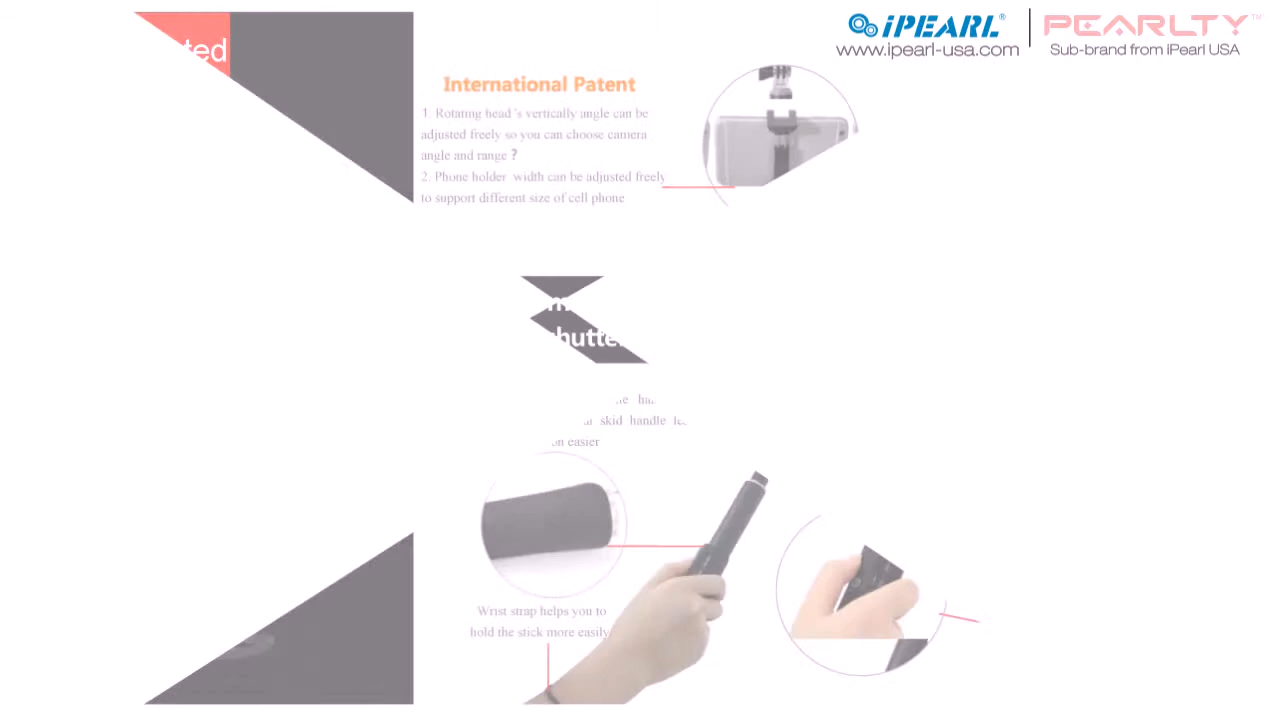 iPEARL®
PEARLTY™
www.ipearl-usa.com
Sub-brand from iPearl USA
International Patent
1. Rotating head's vertically angle can be
adjusted freely so you can choose camera
angle and range ?
2. Phone holder width can be adjusted freely
to support different size of cell phone
skid handle
easier
Wrist strap helps you to
hold the stick more easily